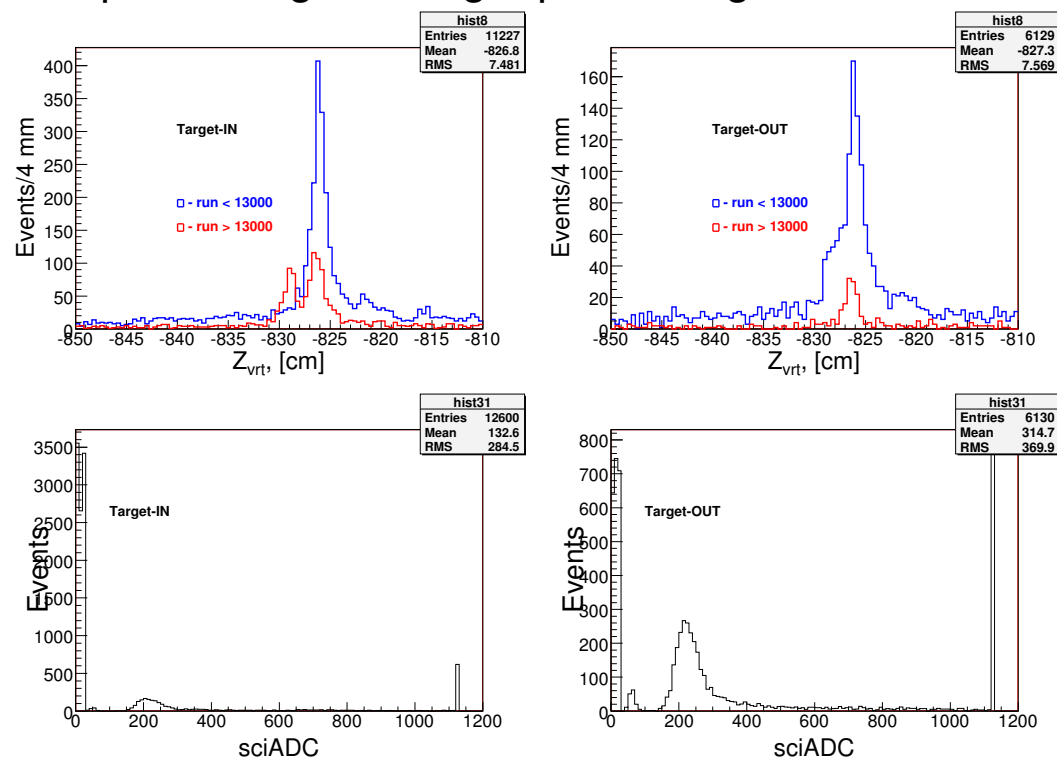 hist8
Entries 11227
Mean -826.8
RMS 7.481
400
350
300
250
200
150
100
50
0
Events/4 mm
Target-IN
- run < 13000
- run > 13000
-850 -845 -840 -835 -830 -825 -820 -815 -810
Zvrt, [cm]
hist8
Entries 6129
Mean -827.3
RMS 7.569
160
140
120
100
80
60
40
20
0
Events/4 mm
Target-OUT
- run < 13000
- run > 13000
-850 -845 -840 -835 -830 -825 -820 -815 -810
Zvrt, [cm]
hist31
Entries 12600
Mean 132.6
RMS 284.5
3500
3000
2500
2000
1500
1000
500
0
Events
Target-IN
0 200 400 600 800 1000 1200
sciADC
hist31
Entries 6130
Mean 314.7
RMS 369.9
800
700
600
500
400
300
200
100
0
Events
Target-OUT
0 200 400 600 800 1000 1200
sciADC